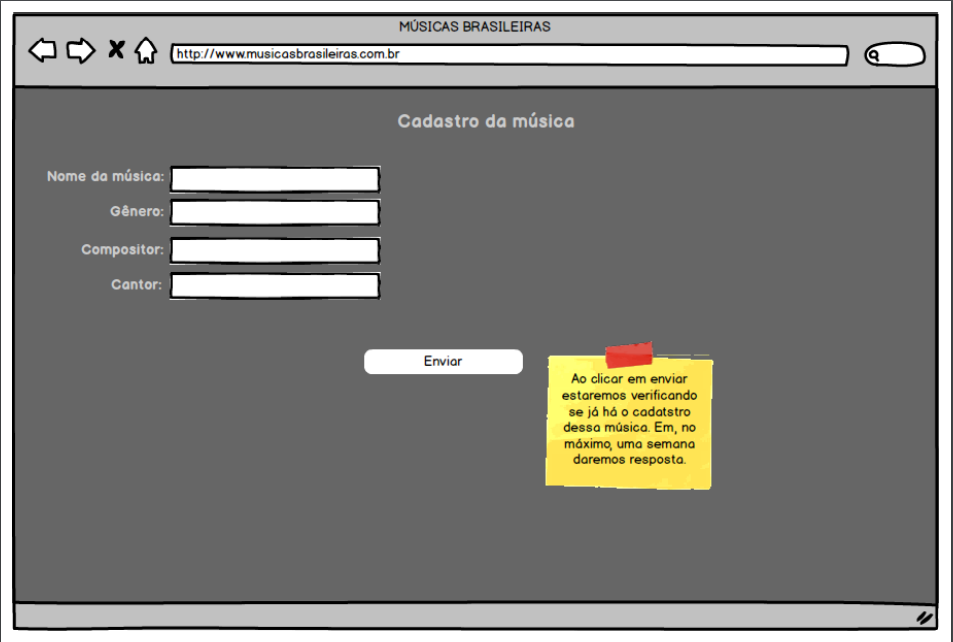 MÚSICAS BRASILEIRAS
http://www.musicasbrasileiras.com.br
Cadastro da música
Nome da música:
Gênero:
Compositor:
Cantor:
Enviar
Ao clicar em enviar
estaremos verificando
se já há o cadatstro
dessa música. Em, no
máximo, uma semana
daremos resposta.